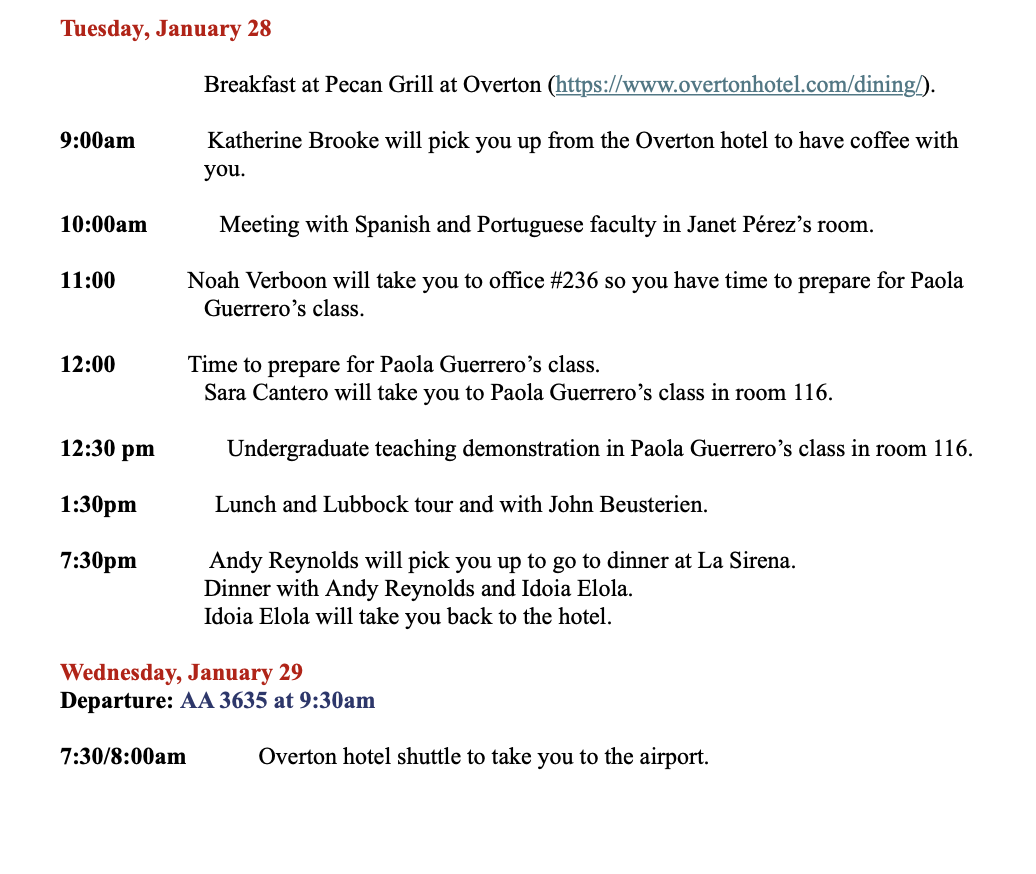 Tuesday, January 28
Breakfast at Pecan Grill at Overton (https://www.overtonhotel.com/dining/).
9:00am Katherine Brooke will pick you up from the Overton hotel to have coffee with
you.
10:00am Meeting with Spanish and Portuguese faculty in Janet Pérez’s room.
11:00 Noah Verboon will take you to office #236 so you have time to prepare for Paola
Guerrero’s class.
12:00 Time to prepare for Paola Guerrero’s class.
Sara Cantero will take you to Paola Guerrero’s class in room 116.
12:30 pm Undergraduate teaching demonstration in Paola Guerrero’s class in room 116.
1:30pm Lunch and Lubbock tour and with John Beusterien.
7:30pm Andy Reynolds will pick you up to go to dinner at La Sirena.
Dinner with Andy Reynolds and Idoia Elola.
Idoia Elola will take you back to the hotel.
Wednesday, January 29
Departure: AA 3635 at 9:30am
7:30/8:00am Overton hotel shuttle to take you to the airport.